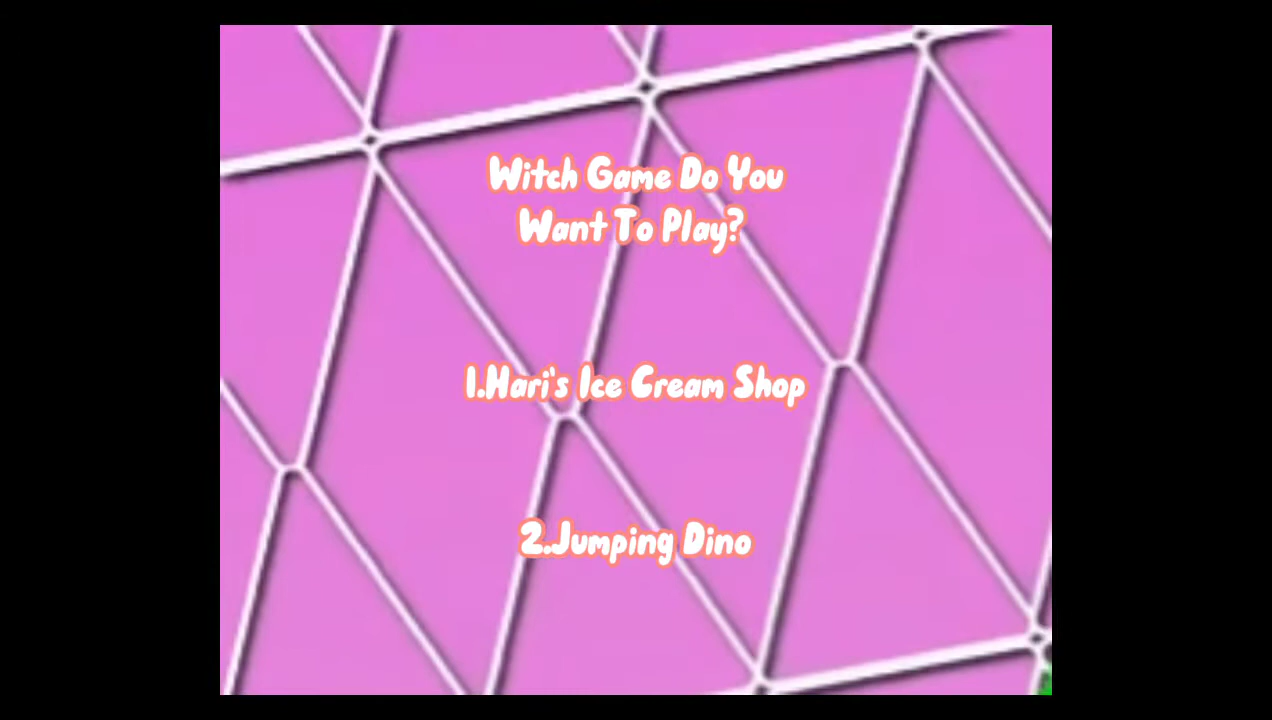 Witch Game Do You
Want To Play?
1.Hari's Ice Cream Shop
2.Jumping Dino